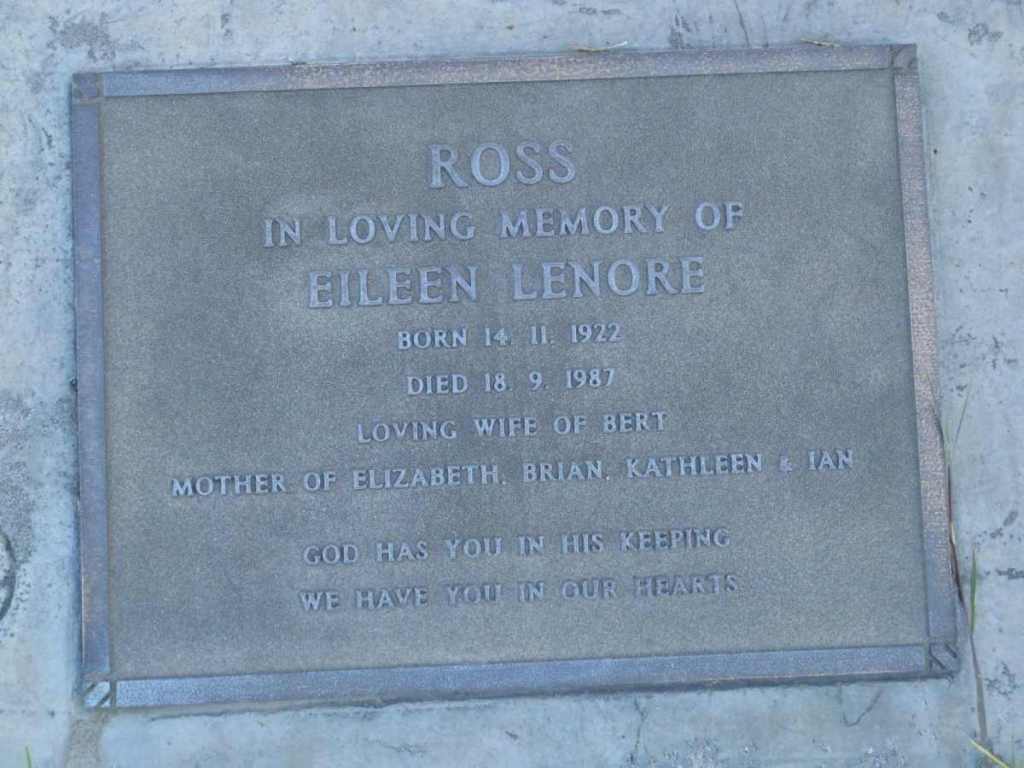 ROSS
IN LOVING MEMORY OF
EILEEN LENORE
BORN 14. 11. 1922
DIED 18. 9. 1987
LOVING WIFE OF BERT
MOTHER OF ELIZABETH, BRIAN, KATHLEEN & IAN
GOD HAS YOU IN HIS KEEPING
WE HAVE YOU IN OUR HEARTS